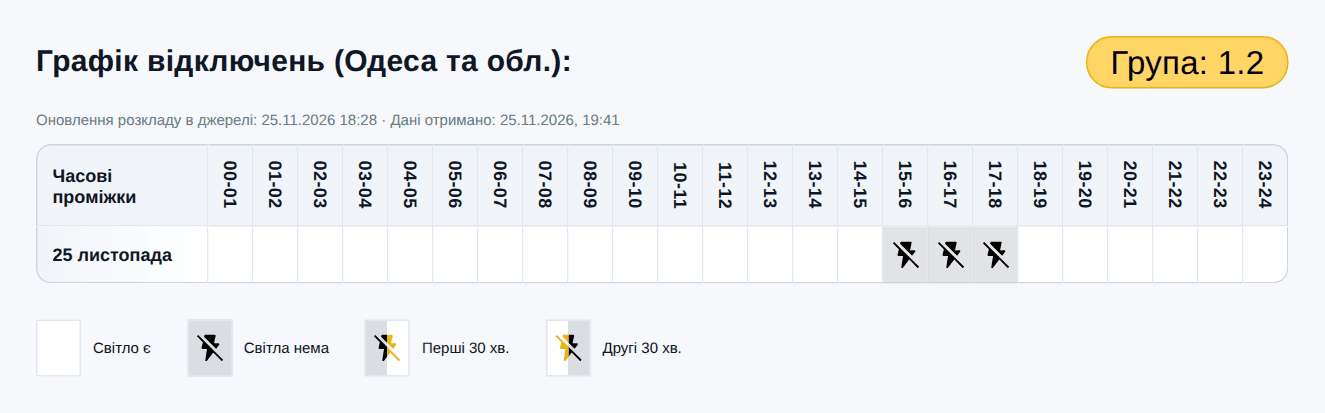 Графік відключень (Одеса та обл.):
Група: 1.2
Оновлення розкладу в джерелі: 25.11.2026 18:28 · Дані отримано: 25.11.2026, 19:41
Часові
проміжки
00-01
01-02
02-03
03-04
04-05
05-06
06-07
07-08
08-09
09-10
10-11
11-12
12-13
13-14
14-15
15-16
16-17
17-18
18-19
19-20
20-21
21-22
22-23
23-24
25 листопада
Світло є
Світла нема
Перші 30 хв.
Другі 30 хв.